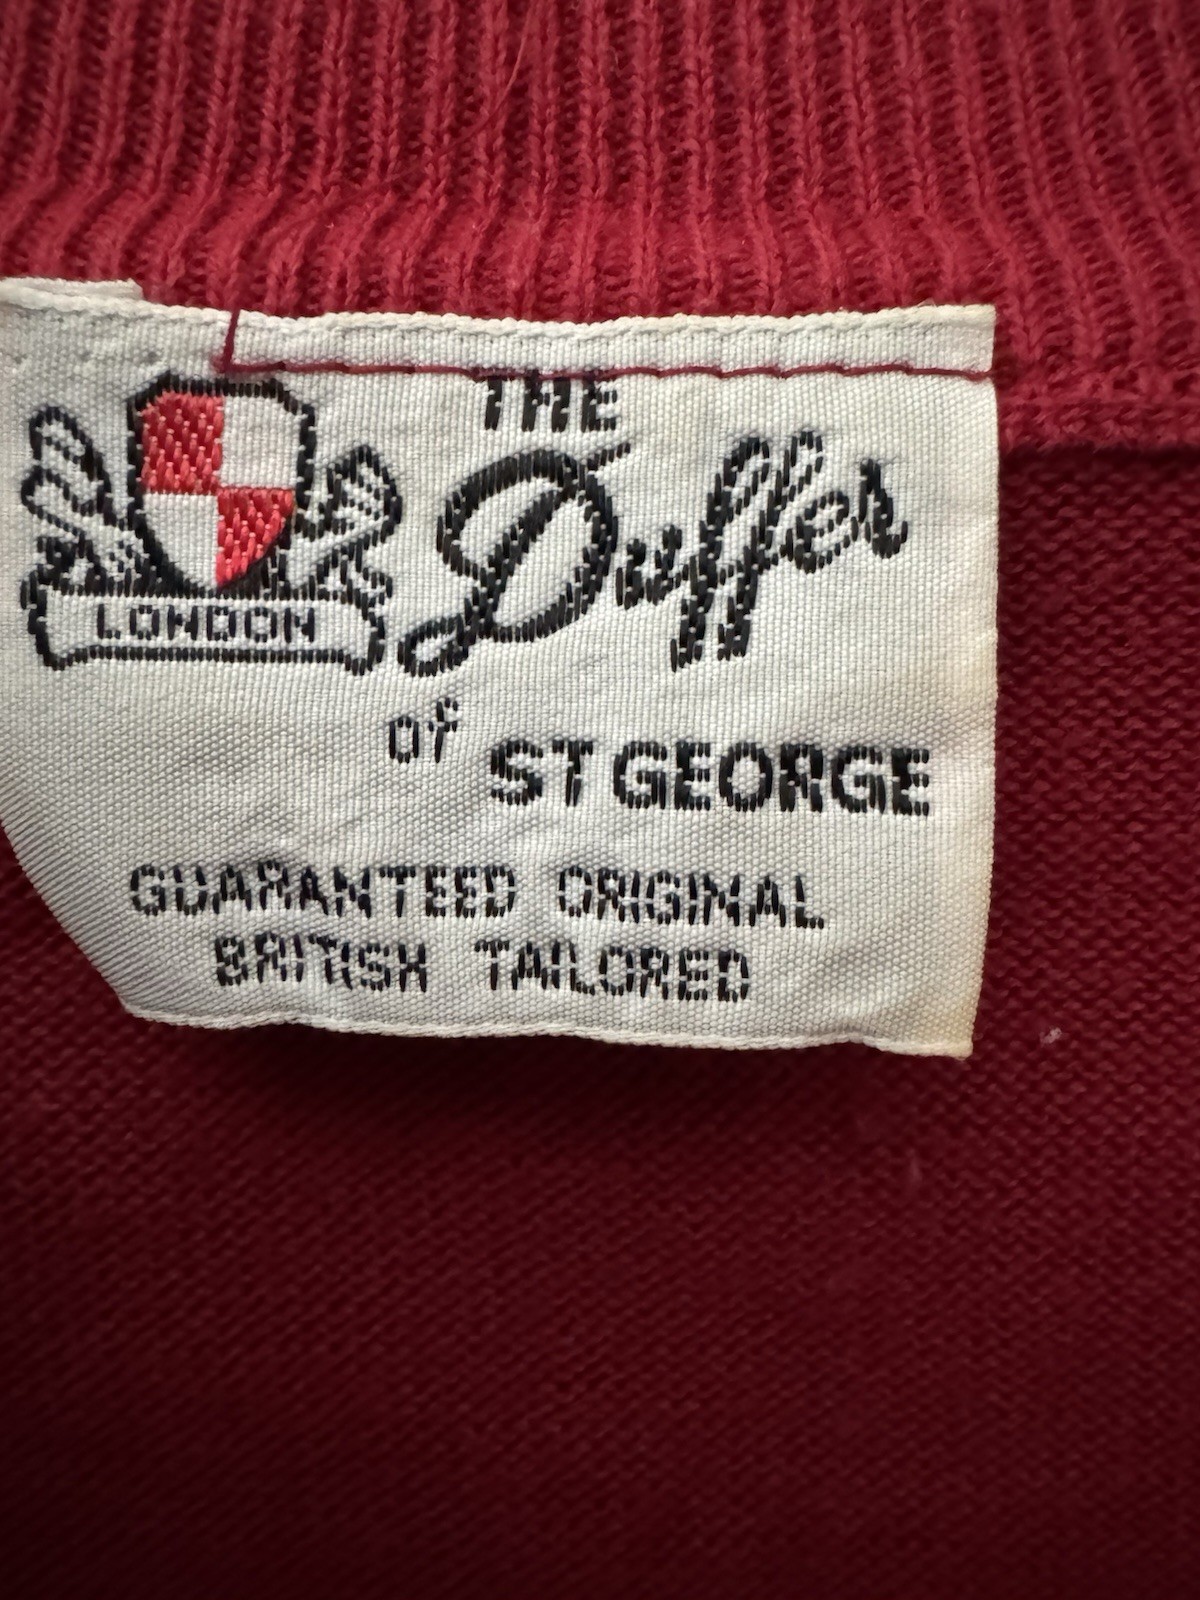 THE
Duffer
LONDON
of
ST GEORGE
GUARANTEED ORIGINAL
BRITISH TAILORED